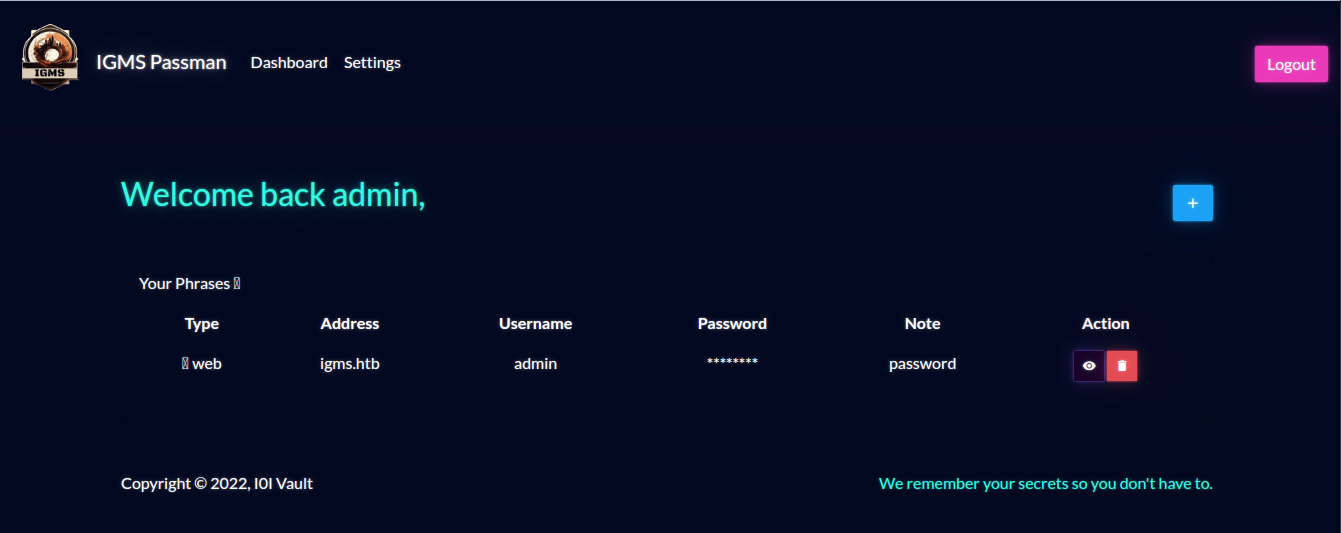 IGMS
IGMS Passman Dashboard Settings Logout
Welcome back admin,
+
Your Phrases
Type Address Username Password Note Action
web igms.htb admin ******** password
Copyright © 2022, I0I Vault We remember your secrets so you don't have to.